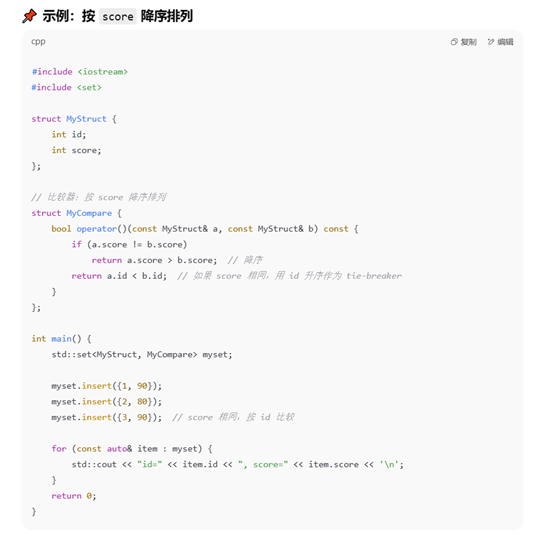 📌 示例：按 score 降序排列
cpp
复制 编辑
#include <iostream>
#include <set>
struct MyStruct {
    int id;
    int score;
};
// 比较器：按 score 降序排列
struct MyCompare {
    bool operator()(const MyStruct& a, const MyStruct& b) const {
        if (a.score != b.score)
            return a.score > b.score;  // 降序
        return a.id < b.id;  // 如果 score 相同，用 id 升序作为 tie-breaker
    }
};
int main() {
    std::set<MyStruct, MyCompare> myset;
    myset.insert({1, 90});
    myset.insert({2, 80});
    myset.insert({3, 90});  // score 相同，按 id 比较
    for (const auto& item : myset) {
        std::cout << "id=" << item.id << ", score=" << item.score << '\n';
    }
    return 0;
}